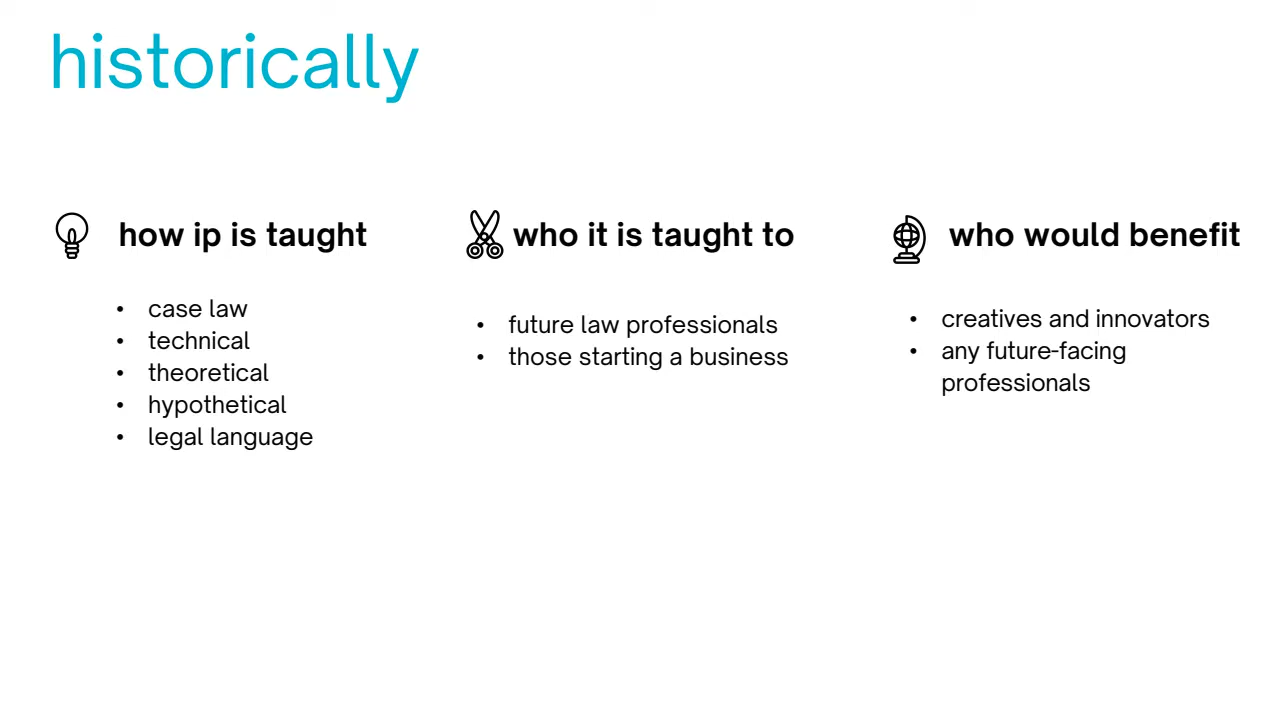 historically
how ip is taught
• case law
• technical
• theoretical
• hypothetical
• legal language
who it is taught to
• future law professionals
• those starting a business
who would benefit
• creatives and innovators
• any future-facing
professionals